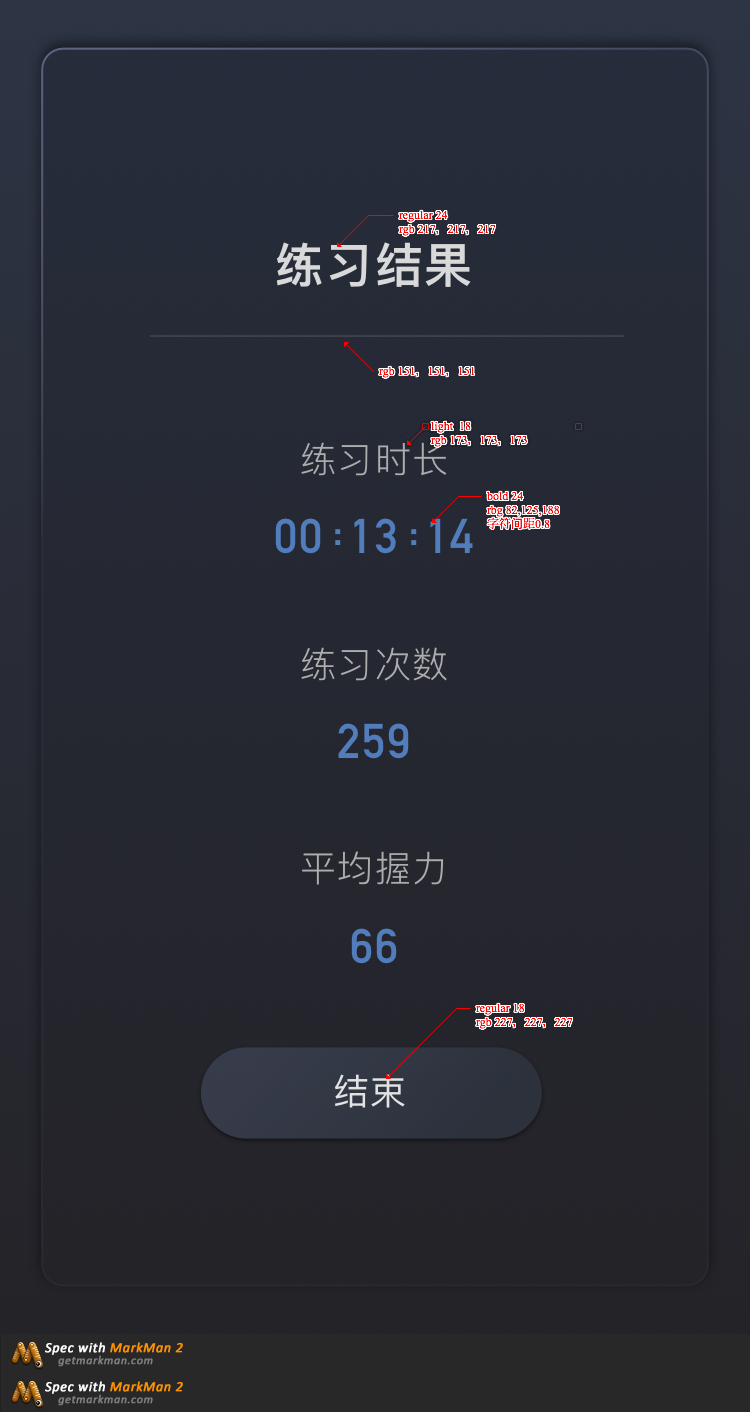 regular 24
rgb 217，217，217
练习结果
rgb 151，151，151
light 18
rgb 173，173，173
练习时长
bold 24
rbg 82,125,188
字符间距0.8
00:13:14
练习次数
259
平均握力
66
regular 18
rgb 227，227，227
结束
Spec with MarkMan 2
getmarkman.com
Spec with MarkMan 2
getmarkman.com